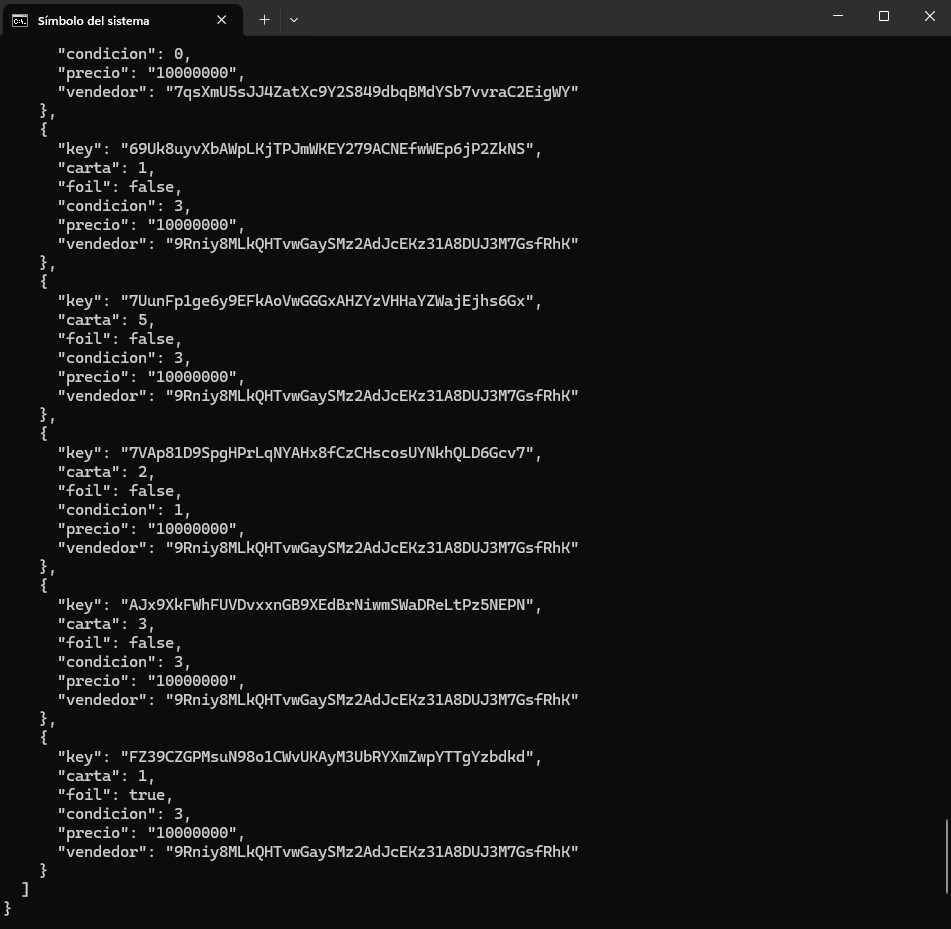 Símbolo del sistema
"condicion": 0,
"precio": "10000000",
"vendedor": "7qsXmU5sJJ4ZatXc9Y2S849dbqBMdYSb7vvraC2EigWY"
},
{
"key": "69Uk8uyvXbAWpLKjTPJmWKEY279ACNEfwWEp6jP2ZkNS",
"carta": 1,
"foil": false,
"condicion": 3,
"precio": "10000000",
"vendedor": "9Rniy8MLkQHTvwGaySMz2AdJcEKz31A8DUJ3M7GsfRhK"
},
{
"key": "7UunFp1ge6y9EFkAoVwGGGxAHZYzVHHaYZWajEjhs6Gx",
"carta": 5,
"foil": false,
"condicion": 3,
"precio": "10000000",
"vendedor": "9Rniy8MLkQHTvwGaySMz2AdJcEKz31A8DUJ3M7GsfRhK"
},
{
"key": "7VAp81D9SpgHPrLqNYAHx8fCzCHscosUYNkhQLD6Gcv7",
"carta": 2,
"foil": false,
"condicion": 1,
"precio": "10000000",
"vendedor": "9Rniy8MLkQHTvwGaySMz2AdJcEKz31A8DUJ3M7GsfRhK"
},
{
"key": "AJx9XkFWhFUVDvxxnGB9XEdBrNiwmSWaDReLtPz5NEPN",
"carta": 3,
"foil": false,
"condicion": 3,
"precio": "10000000",
"vendedor": "9Rniy8MLkQHTvwGaySMz2AdJcEKz31A8DUJ3M7GsfRhK"
},
{
"key": "FZ39CZGPMsuN98o1CWvUKAyM3UbRYXmZwpYTTgYzbdkd",
"carta": 1,
"foil": true,
"condicion": 3,
"precio": "10000000",
"vendedor": "9Rniy8MLkQHTvwGaySMz2AdJcEKz31A8DUJ3M7GsfRhK"
}
]
}